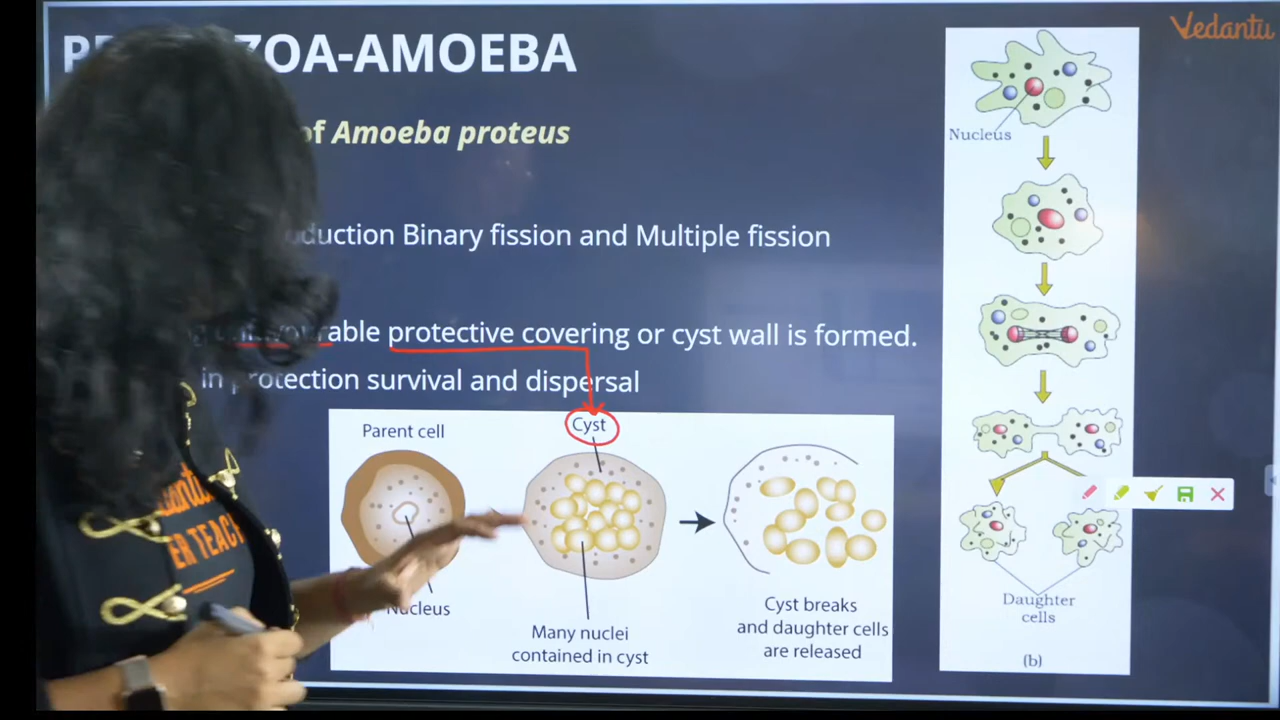 ZOA-AMOEBA
of Amoeba proteus
uction Binary fission and Multiple fission
able protective covering or cyst wall is formed.
in protection survival and dispersal
Parent cell
Cyst
Nucleus
Many nuclei
contained in cyst
Cyst breaks
and daughter cells
are released
Vedantu
Nucleus
Daughter
cells
(b)